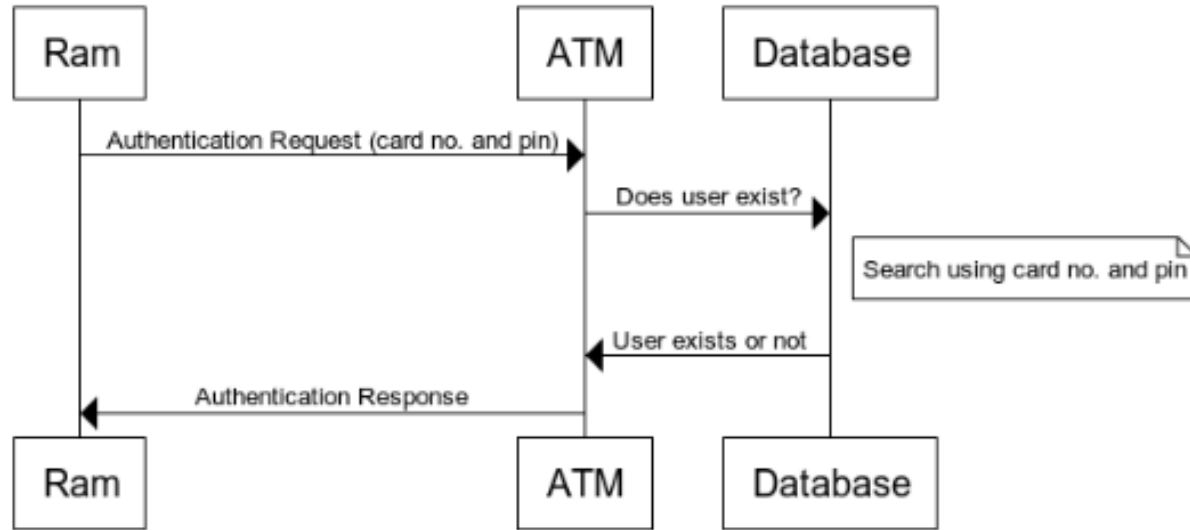 Ram
ATM
Database
Authentication Request (card no. and pin)
Does user exist?
Search using card no. and pin
User exists or not
Authentication Response
Ram
ATM
Database